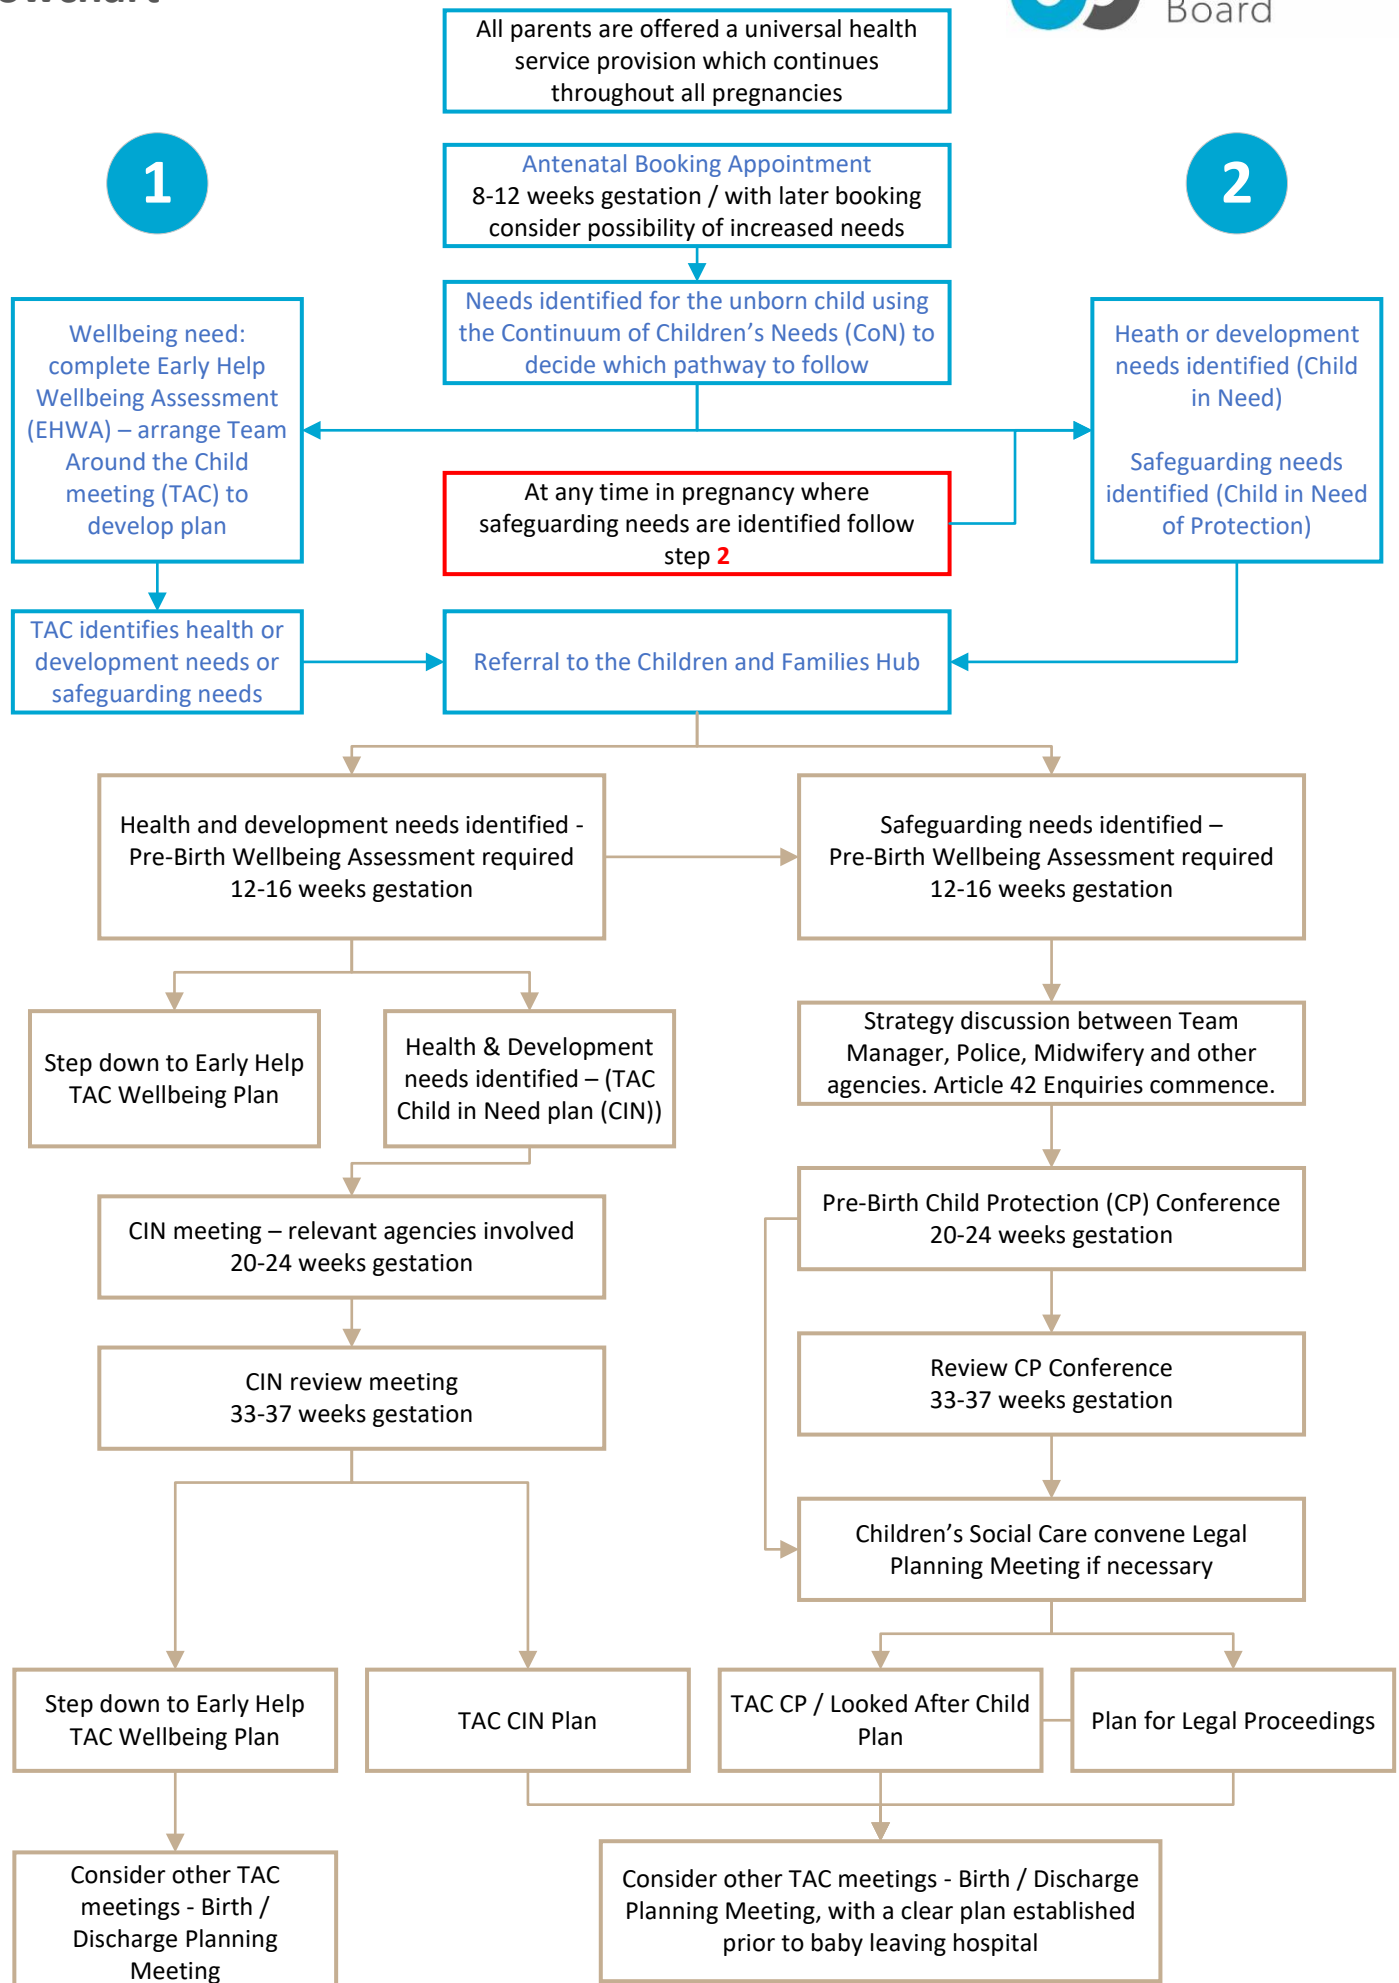 Board
All parents are offered a universal health
service provision which continues
throughout all pregnancies
1
Antenatal Booking Appointment
8-12 weeks gestation / with later booking
consider possibility of increased needs
2
Needs identified for the unborn child using
the Continuum of Children's Needs (CoN) to
decide which pathway to follow
Wellbeing need:
complete Early Help
Wellbeing Assessment
(EHWA) – arrange Team
Around the Child
meeting (TAC) to
develop plan
Heath or development
needs identified (Child
in Need)
Safeguarding needs
identified (Child in Need
of Protection)
At any time in pregnancy where
safeguarding needs are identified follow
step 2
TAC identifies health or
development needs or
safeguarding needs
Referral to the Children and Families Hub
Health and development needs identified -
Pre-Birth Wellbeing Assessment required
12-16 weeks gestation
Safeguarding needs identified –
Pre-Birth Wellbeing Assessment required
12-16 weeks gestation
Step down to Early Help
TAC Wellbeing Plan
Health & Development
needs identified – (TAC
Child in Need plan (CIN))
Strategy discussion between Team
Manager, Police, Midwifery and other
agencies. Article 42 Enquiries commence.
CIN meeting – relevant agencies involved
20-24 weeks gestation
Pre-Birth Child Protection (CP) Conference
20-24 weeks gestation
CIN review meeting
33-37 weeks gestation
Review CP Conference
33-37 weeks gestation
Children's Social Care convene Legal
Planning Meeting if necessary
Step down to Early Help
TAC Wellbeing Plan
TAC CIN Plan
TAC CP / Looked After Child
Plan
Plan for Legal Proceedings
Consider other TAC
meetings - Birth /
Discharge Planning
Meeting
Consider other TAC meetings - Birth / Discharge
Planning Meeting, with a clear plan established
prior to baby leaving hospital